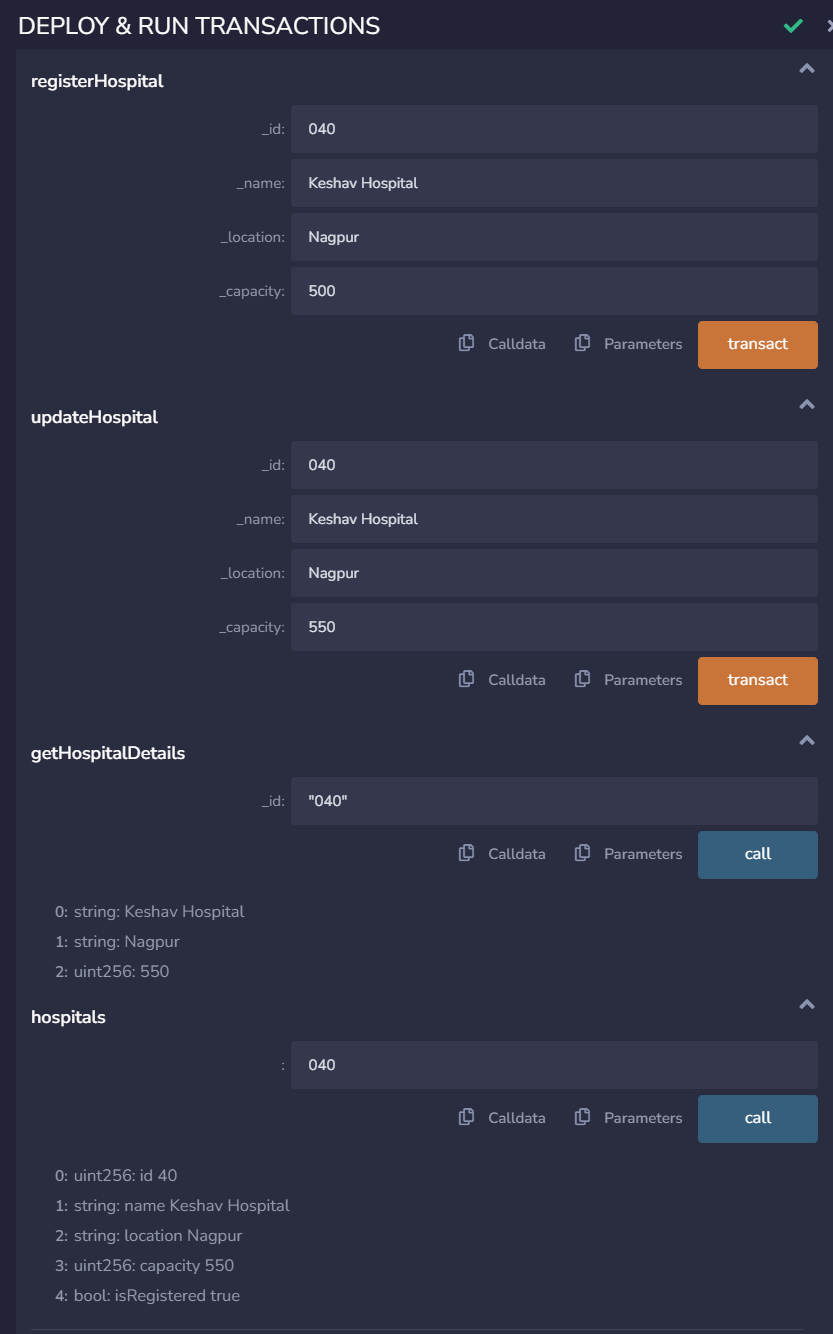 DEPLOY & RUN TRANSACTIONS
registerHospital
_id: 040
_name: Keshav Hospital
_location: Nagpur
_capacity: 500
Calldata Parameters transact
updateHospital
_id: 040
_name: Keshav Hospital
_location: Nagpur
_capacity: 550
Calldata Parameters transact
getHospitalDetails
_id: "040"
Calldata Parameters call
0: string: Keshav Hospital
1: string: Nagpur
2: uint256: 550
hospitals
: 040
Calldata Parameters call
0: uint256: id 40
1: string: name Keshav Hospital
2: string: location Nagpur
3: uint256: capacity 550
4: bool: isRegistered true